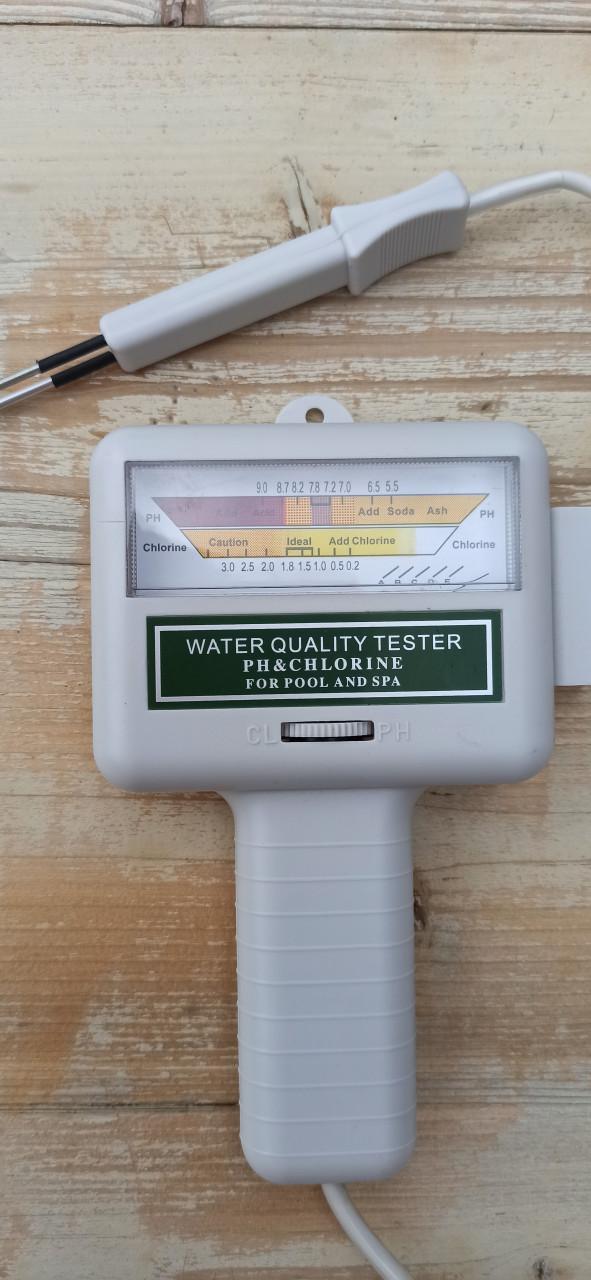 9.0 8.7 8.2 7.8 7.2 7.0 6.5 5.5
PH Add Acid Add Soda Ash PH
Chlorine Caution Ideal Add Chlorine Chlorine
3.0 2.5 2.0 1.8 1.5 1.0 0.5 0.2
A B C D E
WATER QUALITY TESTER
PH&CHLORINE
FOR POOL AND SPA
CL PH